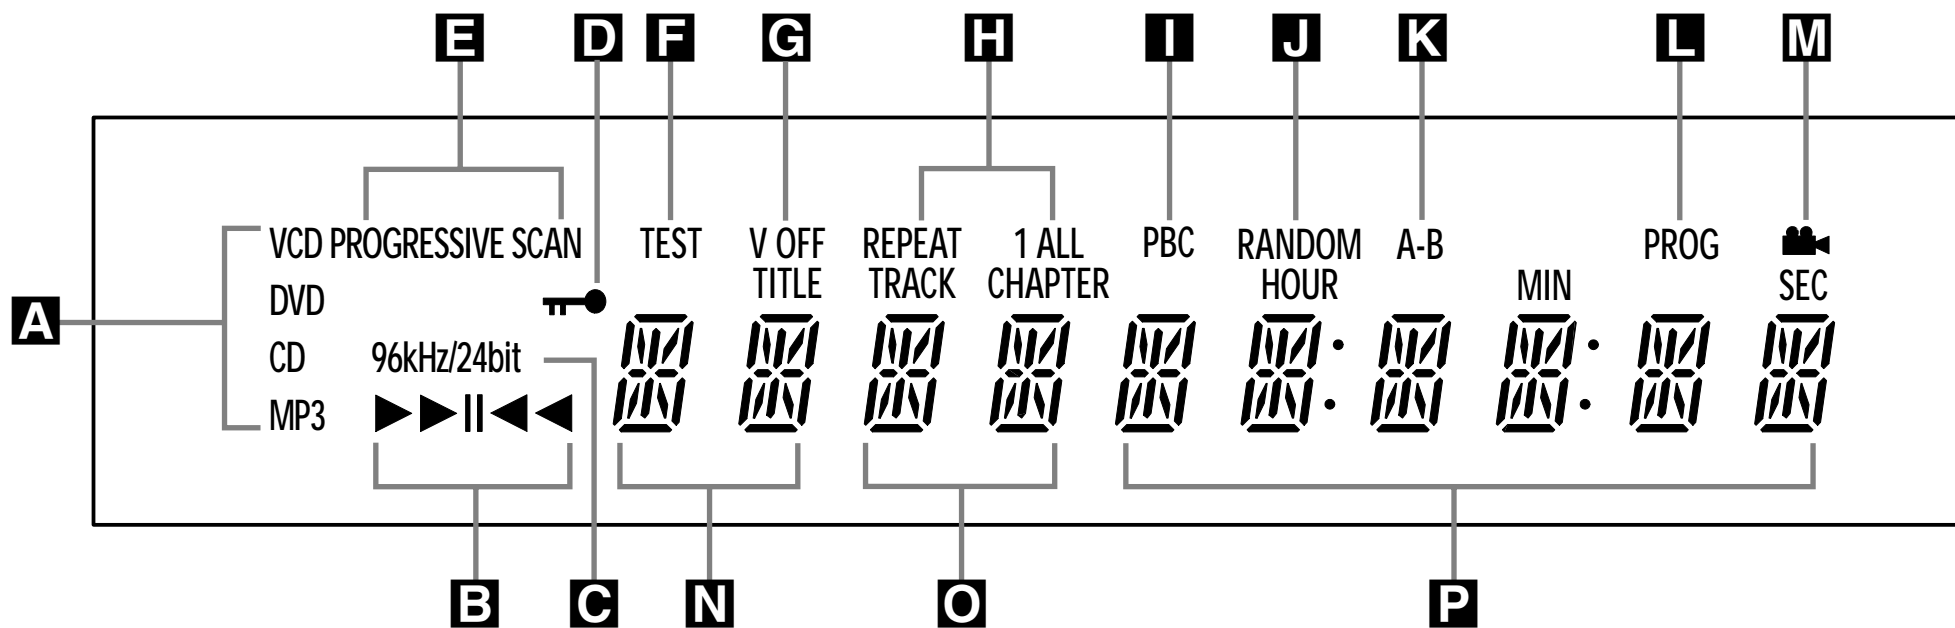 E D F G H I J K L M
VCD PROGRESSIVE SCAN TEST V OFF REPEAT 1 ALL PBC RANDOM A-B PROG
DVD TITLE TRACK CHAPTER HOUR MIN SEC
A
CD 96kHz/24bit
MP3
B C N O P